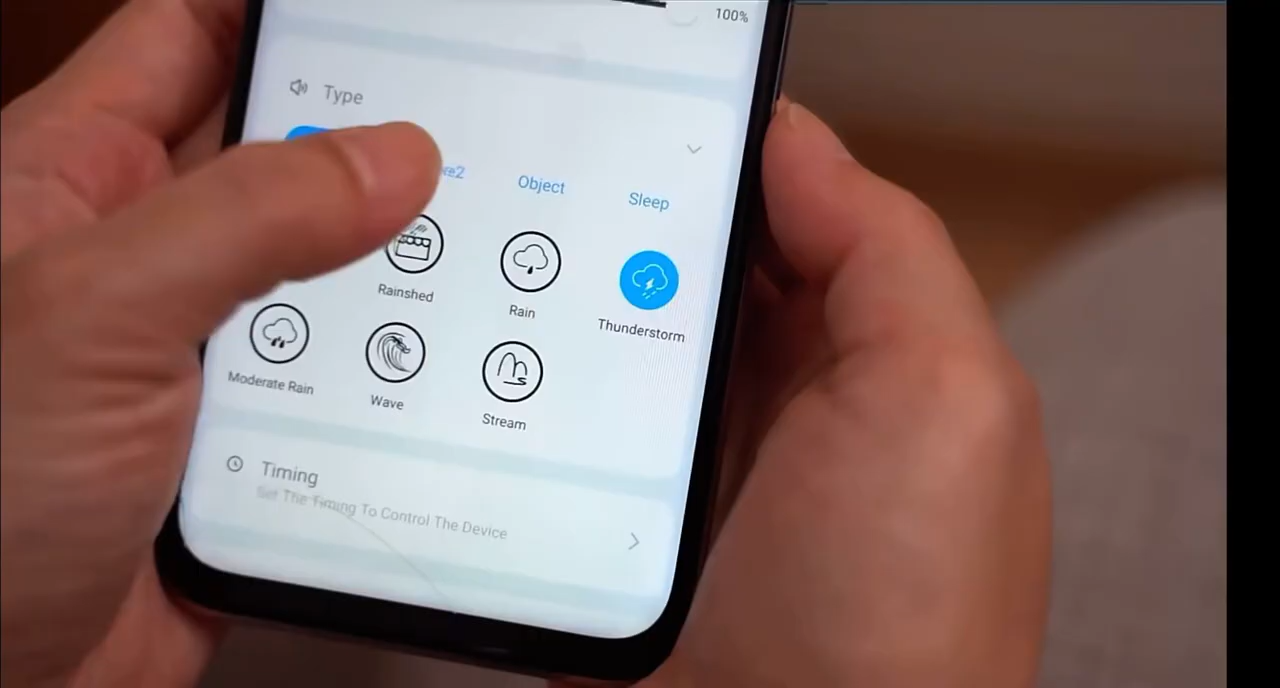 100%
Type
Object
Sleep
Rainshed
Rain
Thunderstorm
Moderate Rain
Wave
Stream
Timing
Set The Timing To Control The Device